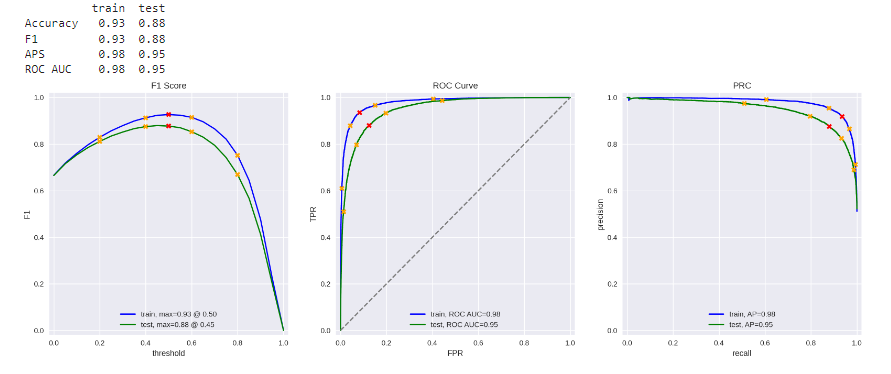 train test
Accuracy 0.93 0.88
F1 0.93 0.88
APS 0.98 0.95
ROC AUC 0.98 0.95
F1 Score
F1
1.0
0.8
0.6
0.4
0.2
0.0
train, max=0.93 @ 0.50
test, max=0.88 @ 0.45
0.0 0.2 0.4 0.6 0.8 1.0
threshold
ROC Curve
TPR
1.0
0.8
0.6
0.4
0.2
0.0
train, ROC AUC=0.98
test, ROC AUC=0.95
0.0 0.2 0.4 0.6 0.8 1.0
FPR
PRC
precision
1.0
0.8
0.6
0.4
0.2
0.0
train, AP=0.98
test, AP=0.95
0.0 0.2 0.4 0.6 0.8 1.0
recall